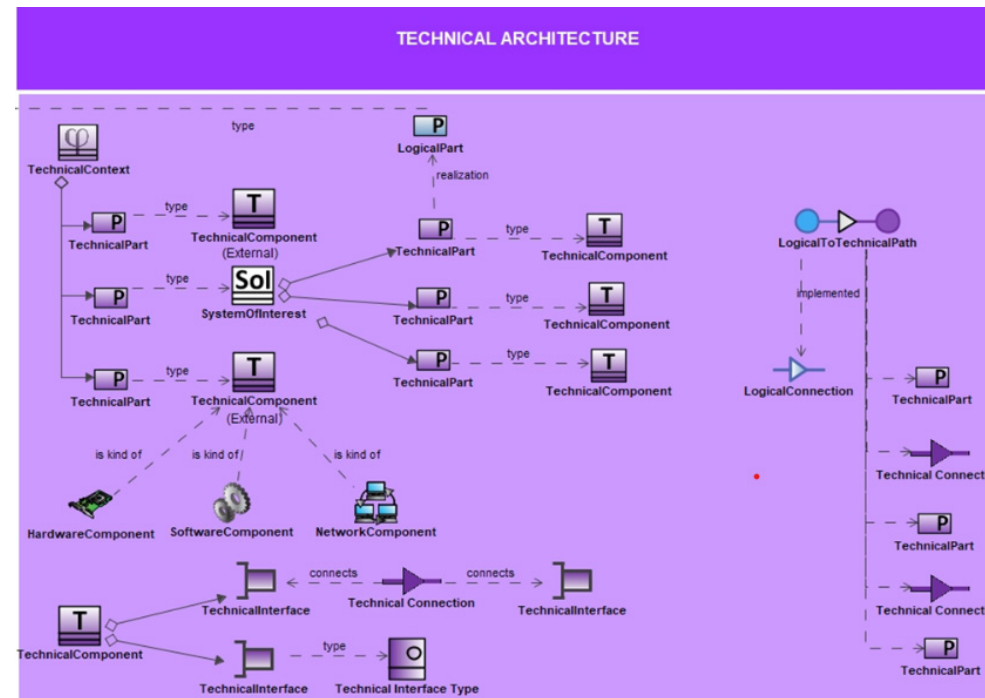 TECHNICAL ARCHITECTURE
type
P
LogicalPart
φ
TechnicalContext
realization
P
TechnicalPart
type
T
TechnicalComponent
(External)
P
TechnicalPart
type
T
TechnicalComponent
LogicalToTechnicalPath
P
TechnicalPart
type
Sol
SystemOfInterest
P
TechnicalPart
type
T
TechnicalComponent
implemented
P
TechnicalPart
type
T
TechnicalComponent
(External)
P
TechnicalPart
type
T
TechnicalComponent
LogicalConnection
P
TechnicalPart
is kind of
is kind of
is kind of
HardwareComponent
SoftwareComponent
NetworkComponent
Technical Connect
P
TechnicalPart
T
TechnicalComponent
TechnicalInterface
connects
Technical Connection
connects
TechnicalInterface
Technical Connect
TechnicalInterface
type
Technical Interface Type
P
TechnicalPart